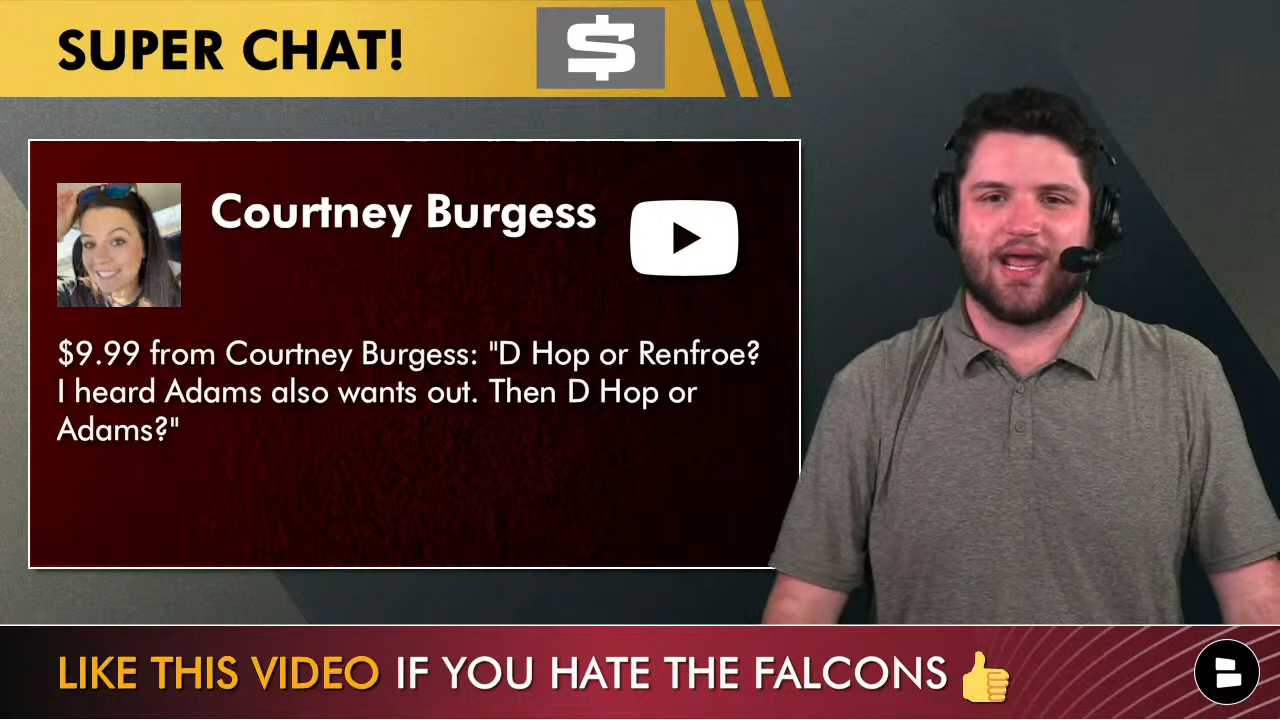 SUPER CHAT!
$
Courtney Burgess
$9.99 from Courtney Burgess: "D Hop or Renfroe?
I heard Adams also wants out. Then D Hop or
Adams?"
LIKE THIS VIDEO IF YOU HATE THE FALCONS